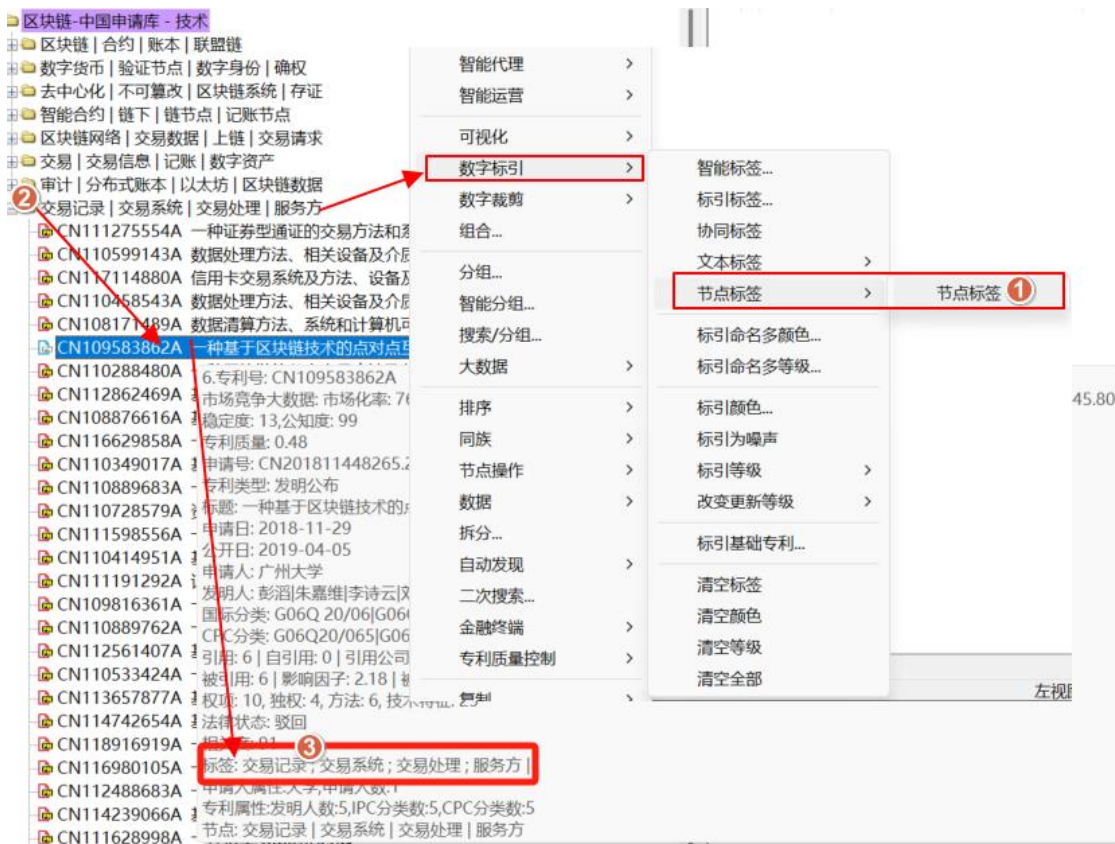 区块链-中国申请库 - 技术
区块链 | 合约 | 账本 | 联盟链
数字货币 | 验证节点 | 数字身份 | 确权
去中心化 | 不可篡改 | 区块链系统 | 存证
智能合约 | 链下 | 链节点 | 记账节点
区块链网络 | 交易数据 | 上链 | 交易请求
交易 | 交易信息 | 记账 | 数字资产
审计 | 分布式账本 | 以太坊 | 区块链数据
2
交易记录 | 交易系统 | 交易处理 | 服务方
CN111275554A 一种证券型通证的交易方法和
CN110599143A 数据处理方法、相关设备及介质
CN117114880A 信用卡交易系统及方法、设备及
CN110458543A 数据处理方法、相关设备及介质
CN108171489A 数据清算方法、系统和计算机可
CN109583862A 一种基于区块链技术的点对点
CN110288480A
CN112862469A
CN108876616A
CN116629858A
CN110349017A
CN110889683A
CN110728579A
CN111598556A
CN110414951A
CN111191292A
CN109816361A
CN110889762A
CN112561407A
CN110533424A
CN113657877A
CN114742654A
CN118916919A
CN116980105A
CN112488683A
CN114239066A
CN111628998A
6.专利号: CN109583862A
市场竞争大数据: 市场化率: 76
稳定度: 13,公知度: 99
专利质量: 0.48
申请号: CN201811448265.2
专利类型: 发明公布
标题: 一种基于区块链技术的
申请日: 2018-11-29
公开日: 2019-04-05
申请人: 广州大学
发明人: 彭滔|朱嘉维|李诗云|
国际分类: G06Q 20/06|G06
CPC分类: G06Q20/065|G06
引用: 6 | 自引用: 0 | 引用公司
被引用: 6 | 影响因子: 2.18 |
权项: 10, 独权: 4, 方法: 6, 技术特征: 25
法律状态: 驳回
相关度: 91
3
标签: 交易记录 ; 交易系统 ; 交易处理 ; 服务方 |
申请人属性:大学,申请人数:1
专利属性:发明人数:5,IPC分类数:5,CPC分类数:5
节点: 交易记录 | 交易系统 | 交易处理 | 服务方
智能代理
智能运营
可视化
数字标引
数字裁剪
组合...
分组...
智能分组...
搜索/分组...
大数据
排序
同族
节点操作
数据
拆分...
自动发现
二次搜索...
金融终端
专利质量控制
复制
智能标签...
标引标签...
协同标签
文本标签
节点标签
标引命名多颜色...
标引命名多等级...
标引颜色...
标引为噪声
标引等级
改变更新等级
标引基础专利...
清空标签
清空颜色
清空等级
清空全部
节点标签 1
45.80
左视